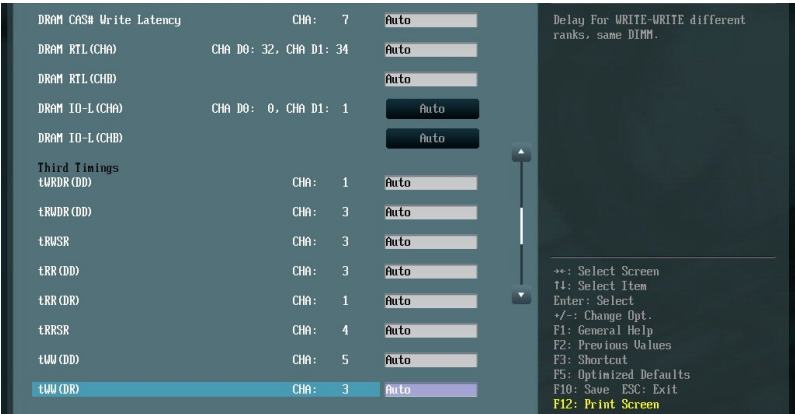 DRAM CAS# Write Latency CHA: 7 Auto
DRAM RTL(CHA) CHA D0: 32, CHA D1: 34 Auto
DRAM RTL(CHB) Auto
DRAM IO-L(CHA) CHA D0: 0, CHA D1: 1 Auto
DRAM IO-L(CHB) Auto
Third Timings
tWRDR(DD) CHA: 1 Auto
tRWDR(DD) CHA: 3 Auto
tRWSR CHA: 3 Auto
tRR(DD) CHA: 3 Auto
tRR(DR) CHA: 1 Auto
tRRSR CHA: 4 Auto
tWW(DD) CHA: 5 Auto
tWW(DR) CHA: 3 Auto
Delay For WRITE-WRITE different
ranks, same DIMM.
→←: Select Screen
↑↓: Select Item
Enter: Select
+/-: Change Opt.
F1: General Help
F2: Previous Values
F3: Shortcut
F5: Optimized Defaults
F10: Save ESC: Exit
F12: Print Screen